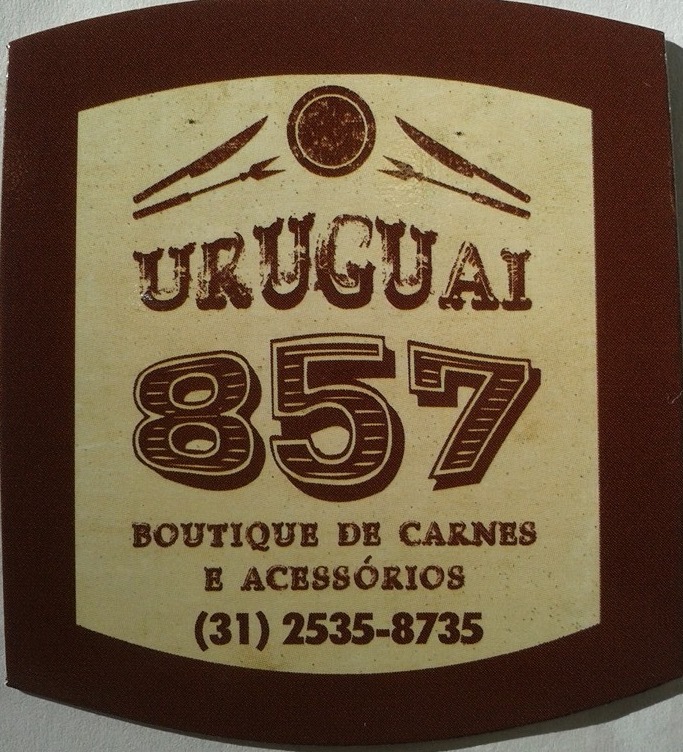 URUGUAI
857
BOUTIQUE DE CARNES
E ACESSÓRIOS
(31) 2535-8735